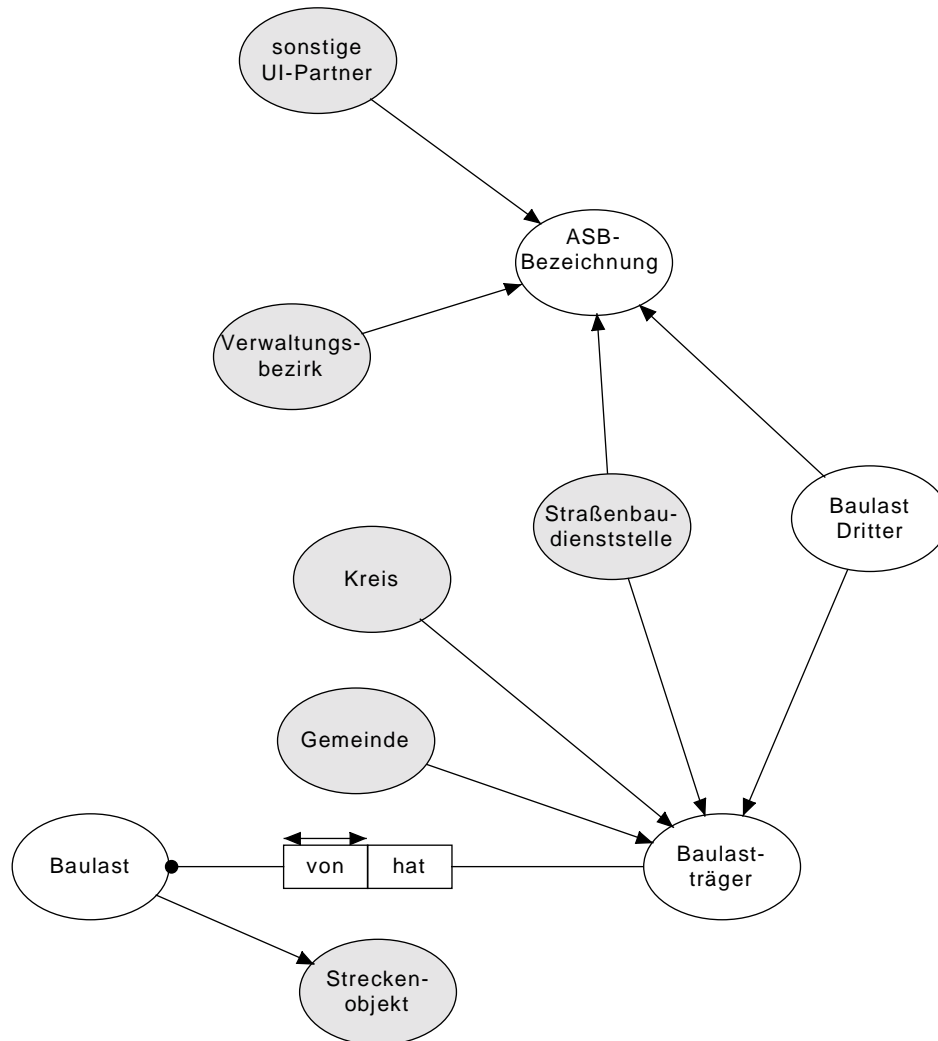 sonstige
UI-Partner
ASB-
Bezeichnung
Verwaltungs-
bezirk
Straßenbau-
dienststelle
Baulast
Dritter
Kreis
Gemeinde
Baulast
von
hat
Baulast-
träger
Strecken-
objekt